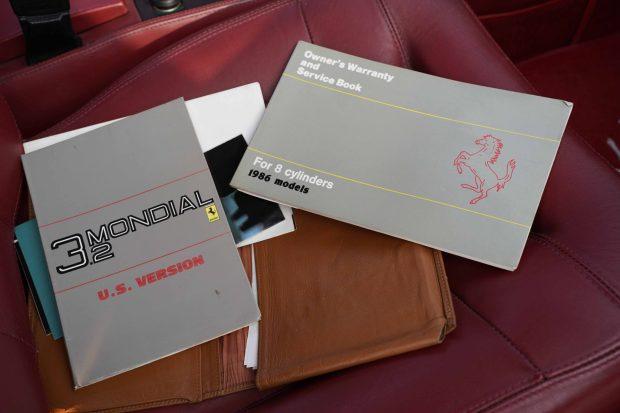 Owner's Warranty
and
Service Book
For 8 cylinders
1986 models
3.2 MONDIAL
U.S. VERSION